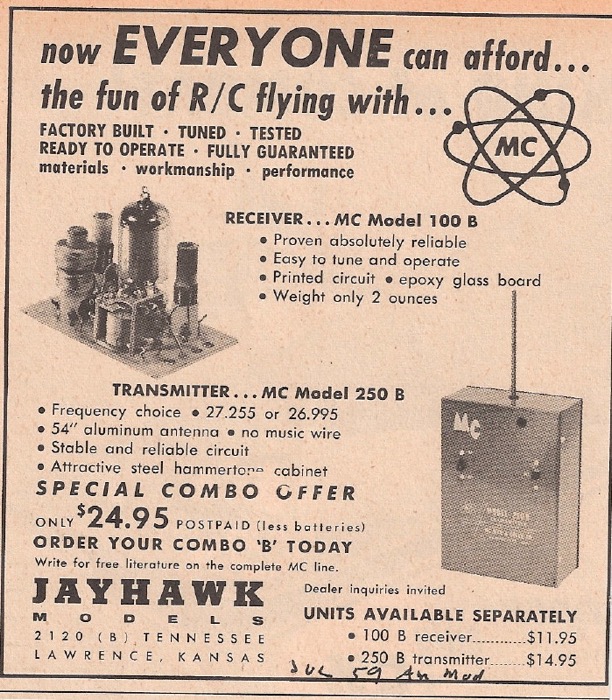 now EVERYONE can afford...
the fun of R/C flying with...
FACTORY BUILT · TUNED · TESTED
READY TO OPERATE · FULLY GUARANTEED
materials · workmanship · performance
MC
RECEIVER...MC Model 100 B
• Proven absolutely reliable
• Easy to tune and operate
• Printed circuit • epoxy glass board
• Weight only 2 ounces
TRANSMITTER...MC Model 250 B
• Frequency choice • 27.255 or 26.995
• 54" aluminum antenna • no music wire
• Stable and reliable circuit
• Attractive steel hammertone cabinet
MC
SPECIAL COMBO OFFER
ONLY $24.95 POSTPAID (less batteries)
ORDER YOUR COMBO 'B' TODAY
Write for free literature on the complete MC line.
JAYHAWK
MODELS
2120 (B) TENNESSEE
LAWRENCE, KANSAS
Dealer inquiries invited
UNITS AVAILABLE SEPARATELY
• 100 B receiver..........$11.95
• 250 B transmitter....$14.95
JUL 59 Am Mod